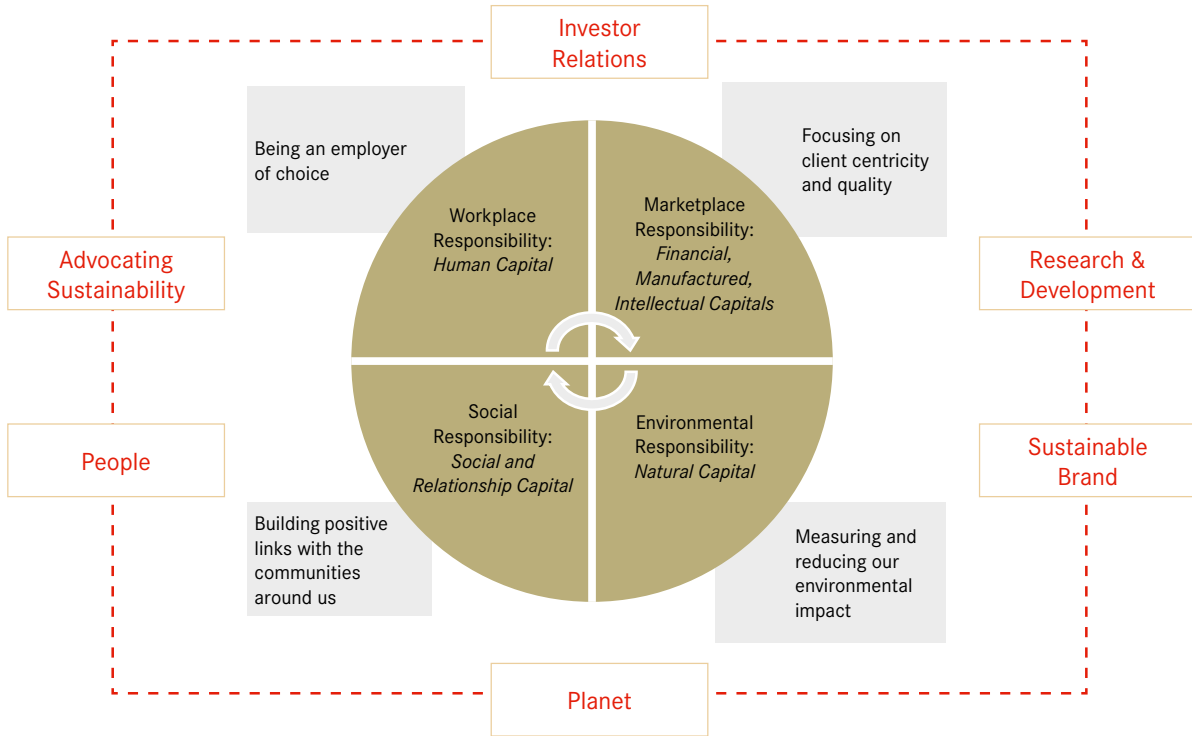 Investor
Relations
Being an employer
of choice
Focusing on
client centricity
and quality
Workplace
Responsibility:
Human Capital
Marketplace
Responsibility:
Financial,
Manufactured,
Intellectual Capitals
Advocating
Sustainability
Research &
Development
People
Social
Responsibility:
Social and
Relationship Capital
Environmental
Responsibility:
Natural Capital
Sustainable
Brand
Building positive
links with the
communities
around us
Measuring and
reducing our
environmental
impact
Planet